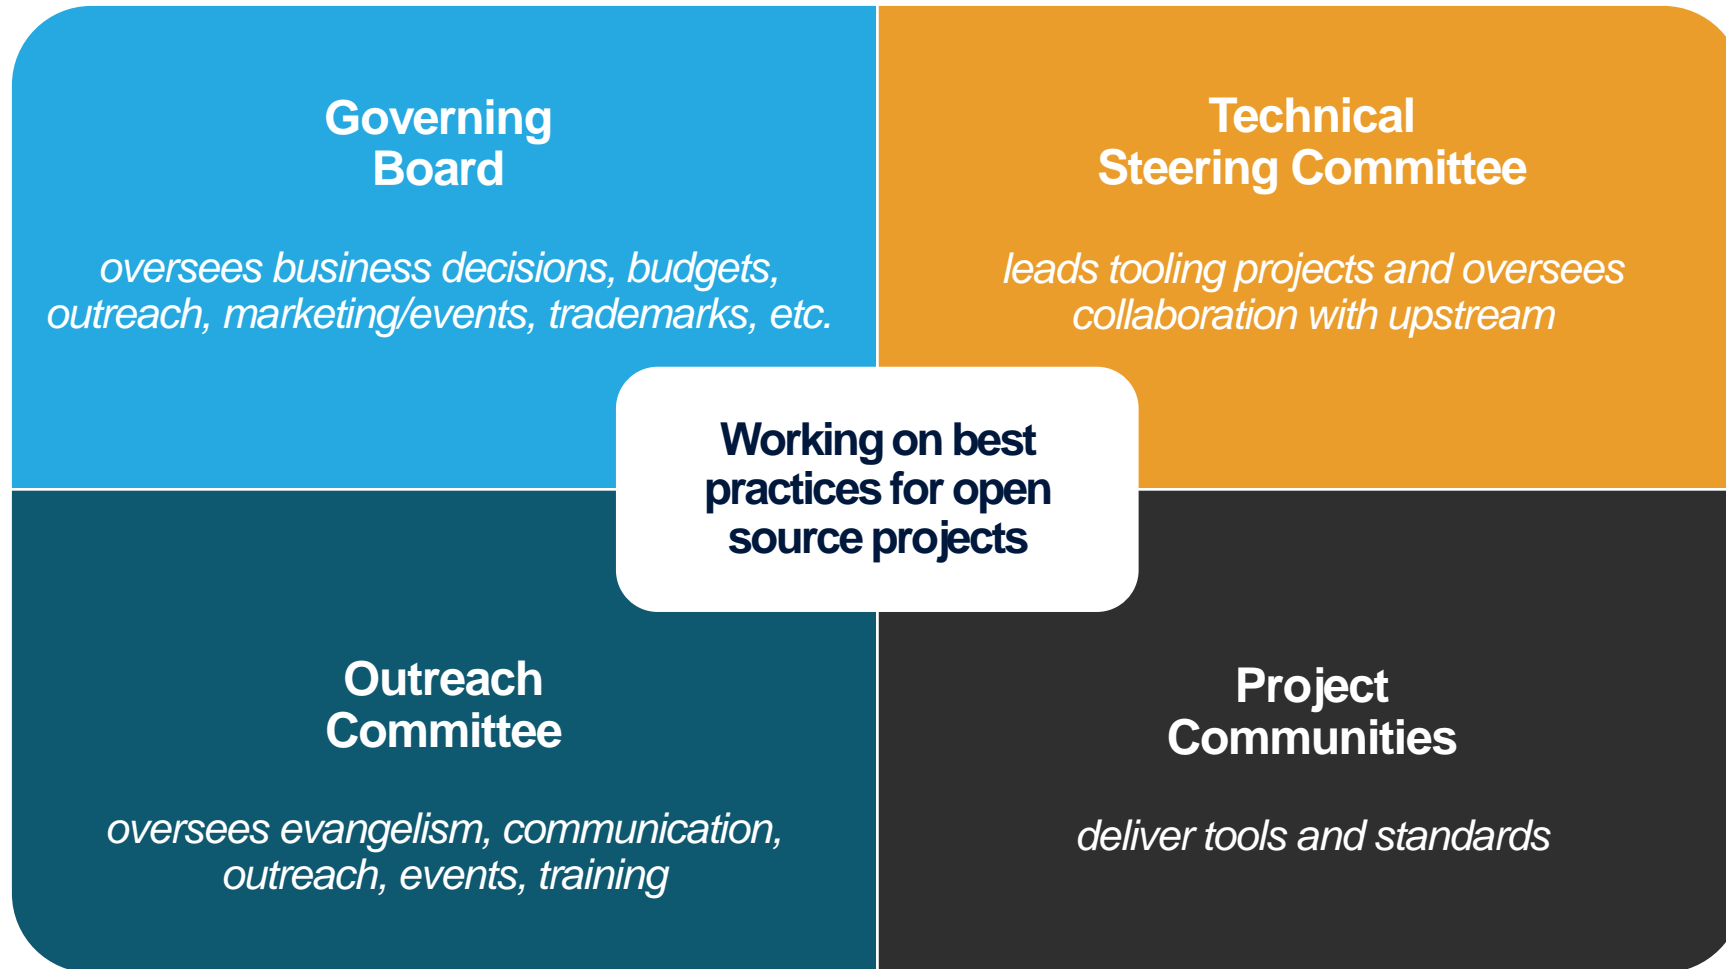 Governing
Board
oversees business decisions, budgets,
outreach, marketing/events, trademarks, etc.
Technical
Steering Committee
leads tooling projects and oversees
collaboration with upstream
Working on best
practices for open
source projects
Outreach
Committee
oversees evangelism, communication,
outreach, events, training
Project
Communities
deliver tools and standards